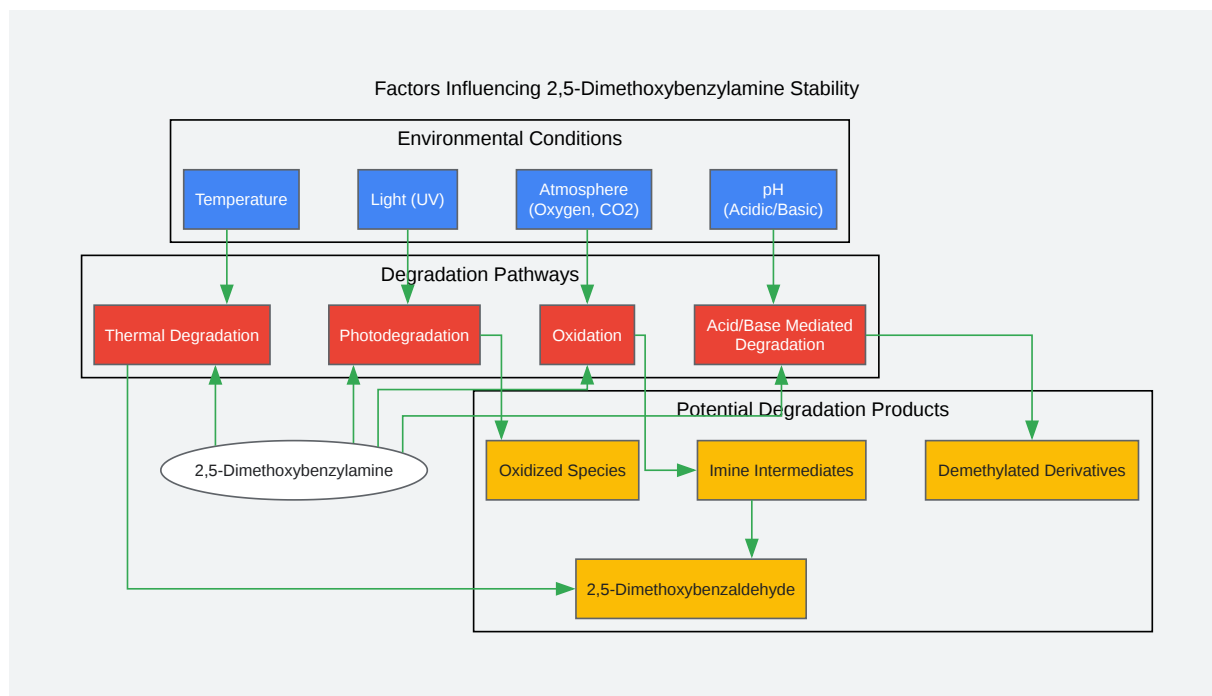 Factors Influencing 2,5-Dimethoxybenzylamine Stability
Environmental Conditions
Temperature
Light (UV)
Atmosphere
(Oxygen, CO2)
pH
(Acidic/Basic)
Degradation Pathways
Thermal Degradation
Photodegradation
Oxidation
Acid/Base Mediated
Degradation
Potential Degradation Products
2,5-Dimethoxybenzylamine
Oxidized Species
Imine Intermediates
Demethylated Derivatives
2,5-Dimethoxybenzaldehyde